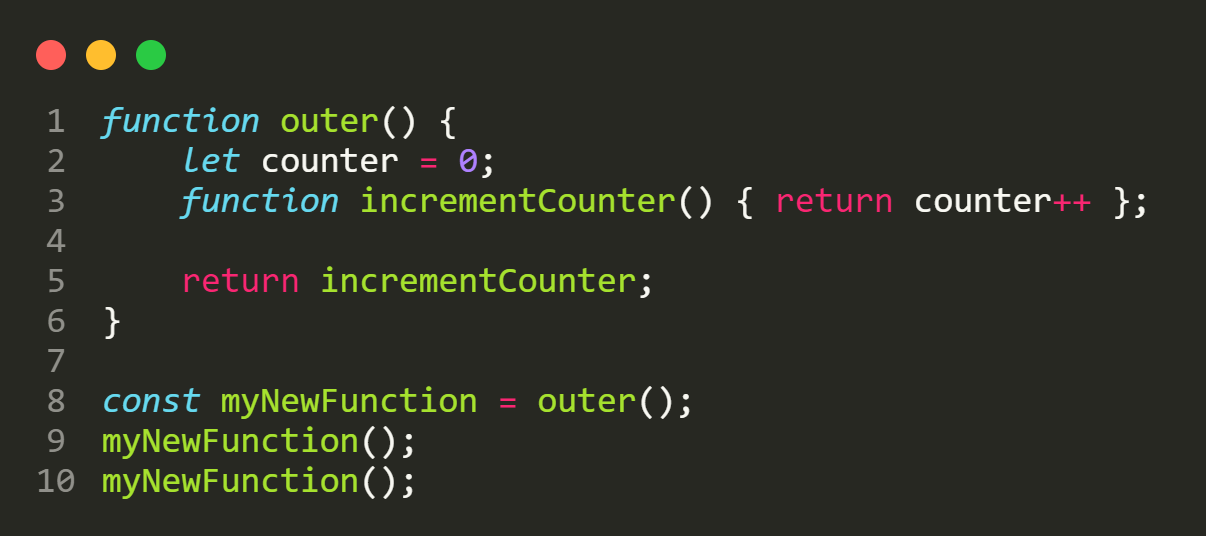 1 function outer() {
2     let counter = 0;
3     function incrementCounter() { return counter++ };
4
5     return incrementCounter;
6 }
7
8 const myNewFunction = outer();
9 myNewFunction();
10 myNewFunction();